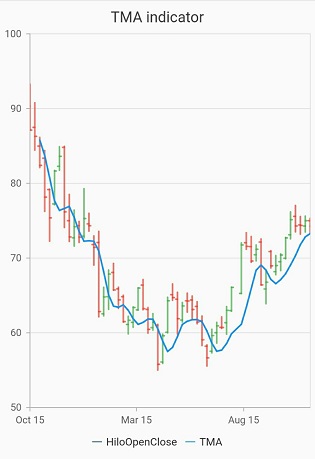 TMA indicator
100
90
80
70
60
50
Oct 15
Mar 15
Aug 15
HiloOpenClose
TMA